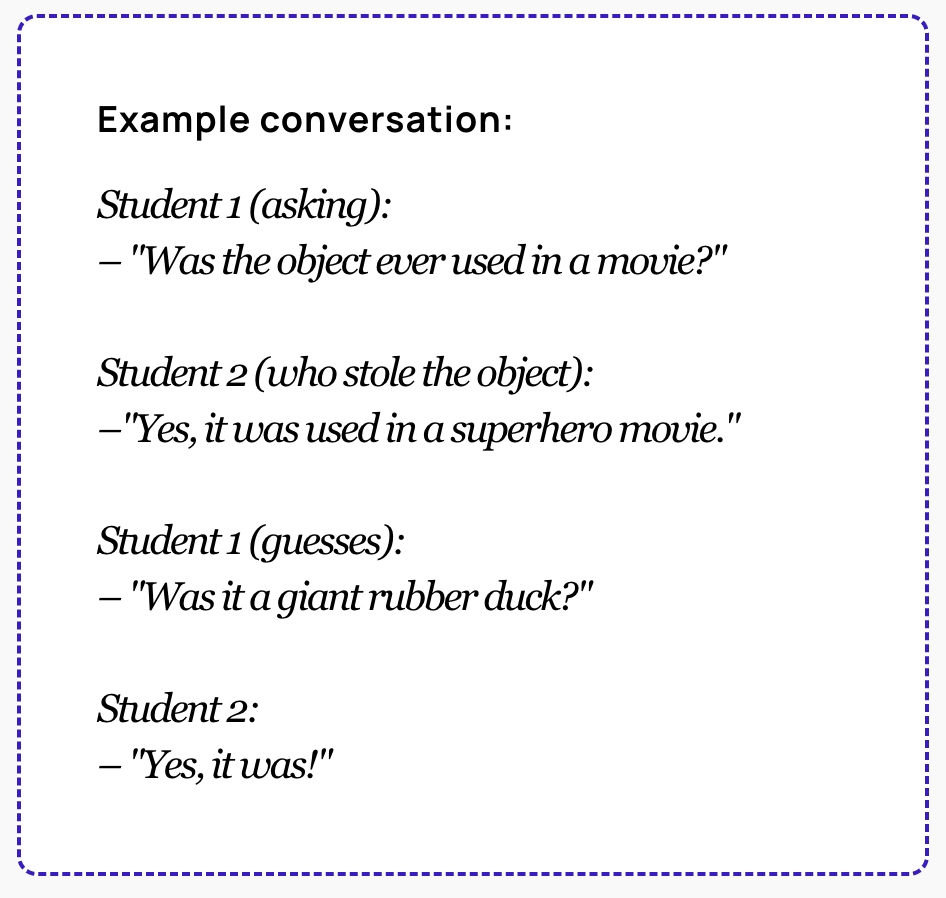 Example conversation:
Student 1 (asking):
– "Was the object ever used in a movie?"
Student 2 (who stole the object):
–"Yes, it was used in a superhero movie."
Student 1 (guesses):
– "Was it a giant rubber duck?"
Student 2:
– "Yes, it was!"